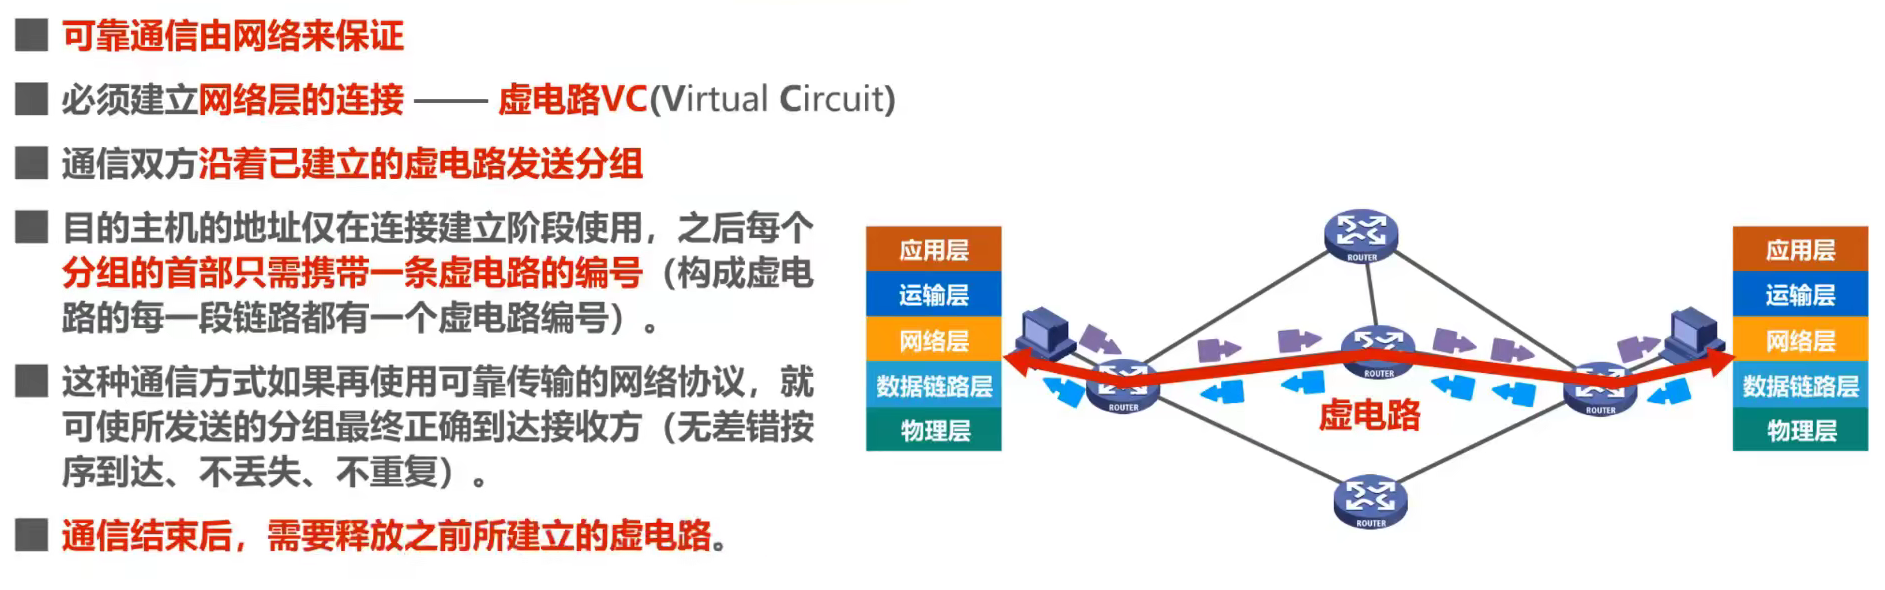 可靠通信由网络来保证
必须建立网络层的连接 —— 虚电路VC(Virtual Circuit)
通信双方沿着已建立的虚电路发送分组
目的主机的地址仅在连接建立阶段使用，之后每个
分组的首部只需携带一条虚电路的编号（构成虚电
路的每一段链路都有一个虚电路编号）。
这种通信方式如果再使用可靠传输的网络协议，就
可使所发送的分组最终正确到达接收方（无差错按
序到达、不丢失、不重复）。
通信结束后，需要释放之前所建立的虚电路。
应用层
运输层
网络层
数据链路层
物理层
ROUTER
ROUTER
ROUTER
ROUTER
ROUTER
虚电路
应用层
运输层
网络层
数据链路层
物理层